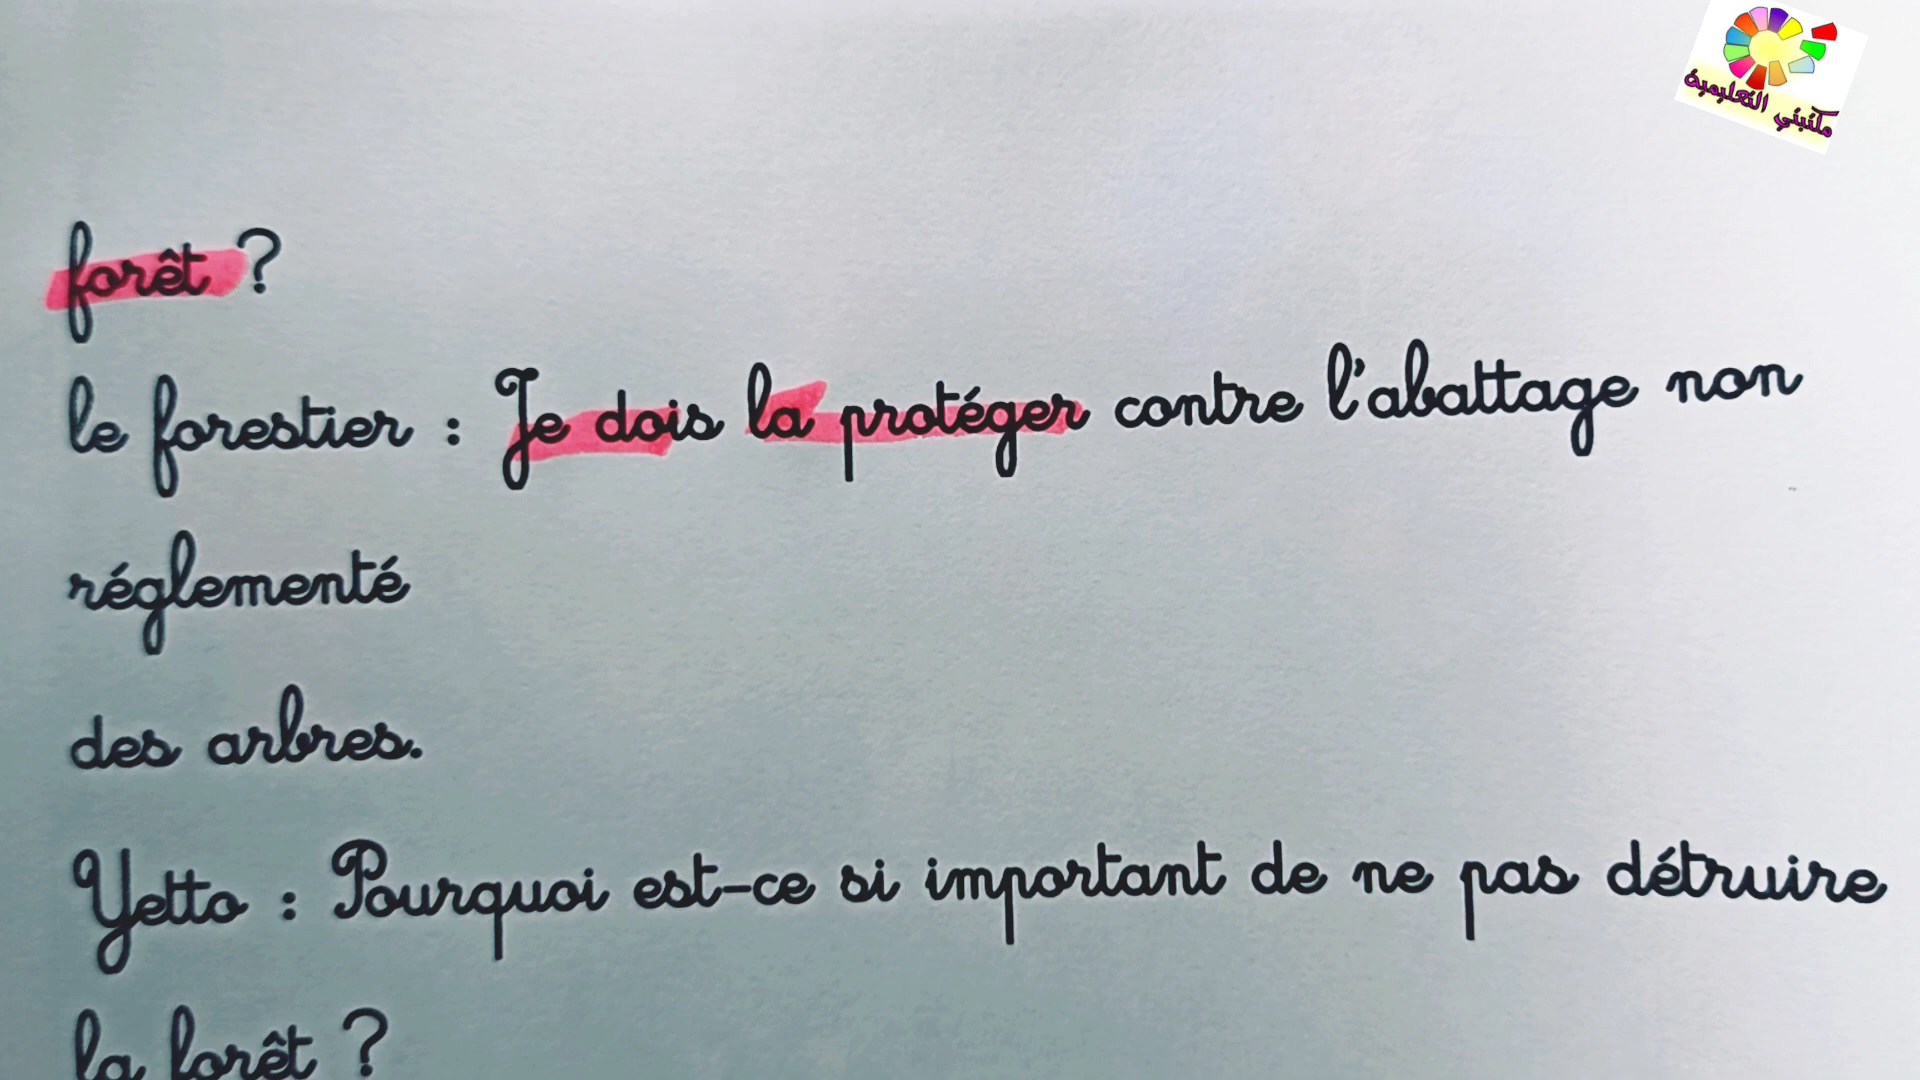 مكتبتي التعليمية
forêt ?
le forestier : Je dois la protéger contre l'abattage non
réglementé
des arbres.
Yetto : Pourquoi est-ce si important de ne pas détruire
la forêt ?